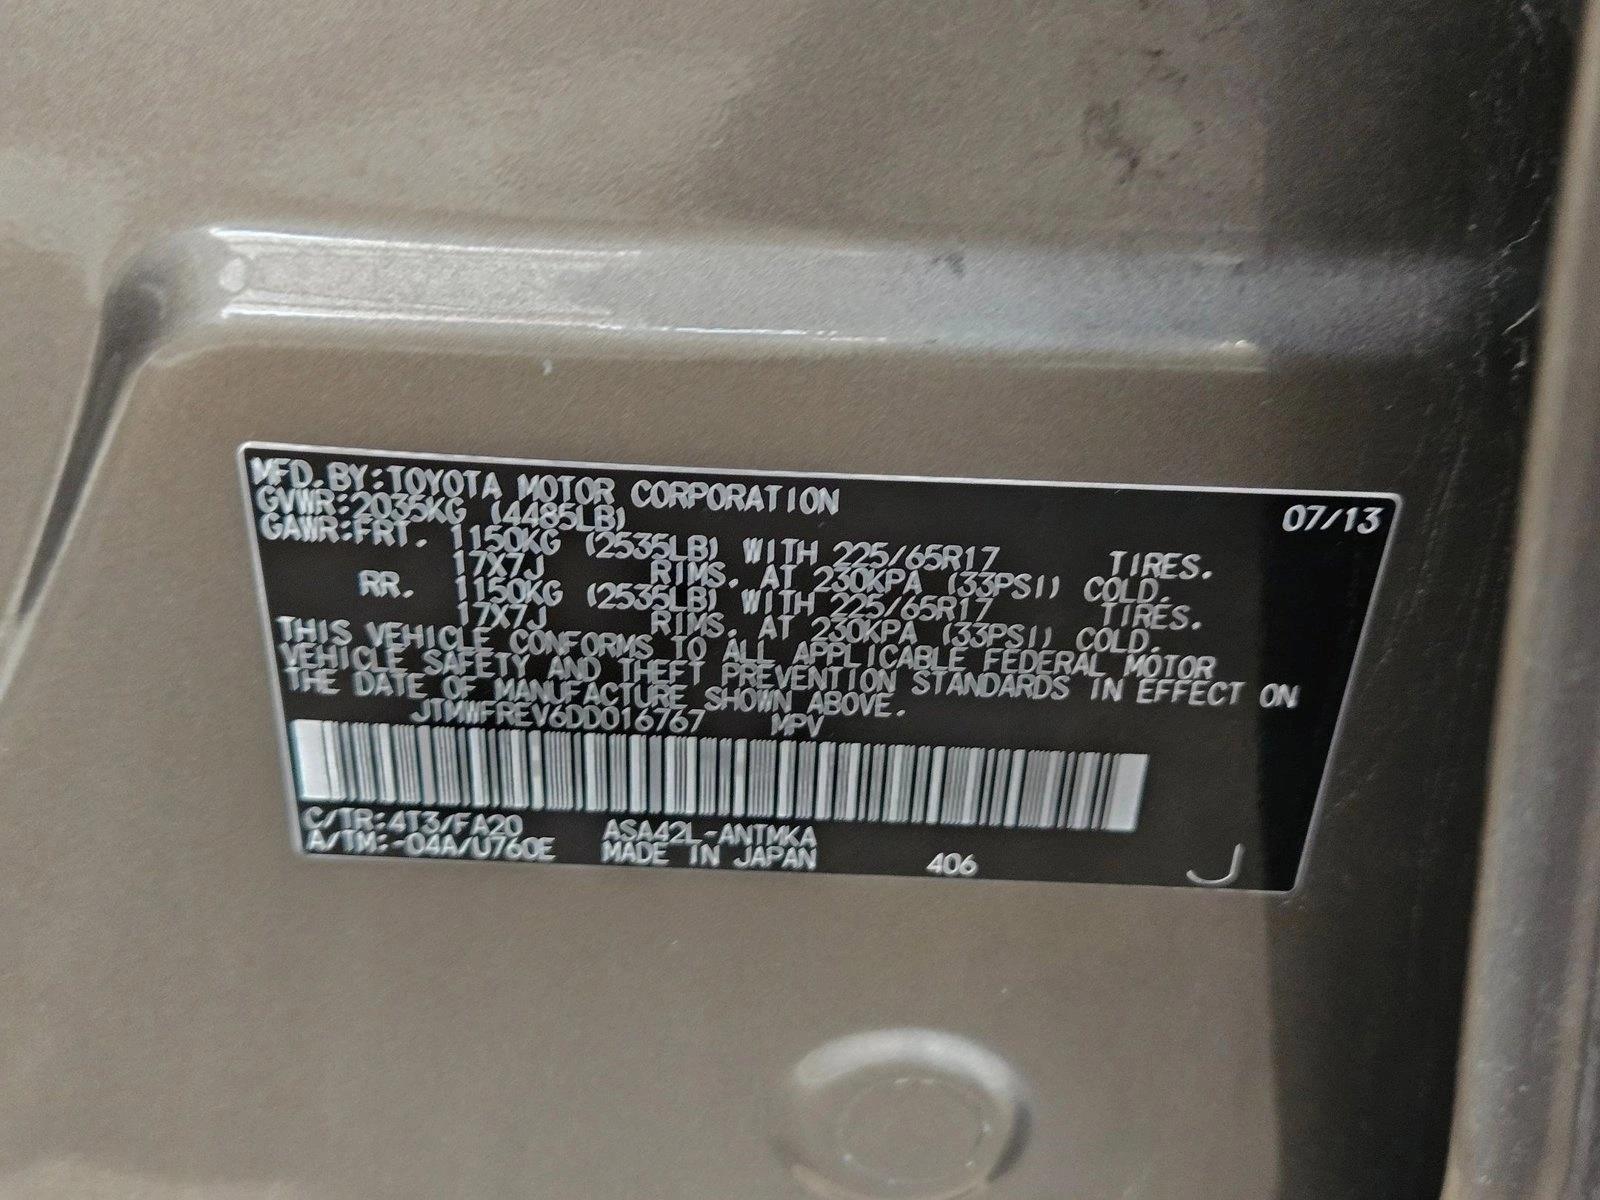 MFD. BY: TOYOTA MOTOR CORPORATION 07/13
GVWR: 2035KG (4485LB)
GAWR: FRT. 1150KG (2535LB) WITH 225/65R17 TIRES.
17X7J RIMS. AT 230KPA (33PSI) COLD.
RR. 1150KG (2535LB) WITH 225/65R17 TIRES.
17X7J RIMS. AT 230KPA (33PSI) COLD.
THIS VEHICLE CONFORMS TO ALL APPLICABLE FEDERAL MOTOR
VEHICLE SAFETY AND THEFT PREVENTION STANDARDS IN EFFECT ON
THE DATE OF MANUFACTURE SHOWN ABOVE.
JTMWFREV6DD016767 MPV
C/TR: 4T3/FA20 ASA42L-ANTMKA
A/TM: -04A/U760E MADE IN JAPAN 406 J